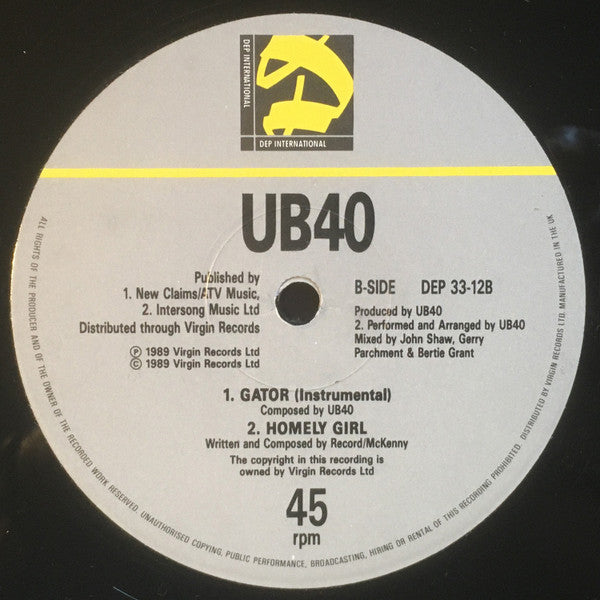 DEP INTERNATIONAL
DEP INTERNATIONAL
UB40
Published by
1. New Claims/ATV Music,
2. Intersong Music Ltd
Distributed through Virgin Records
Ⓟ 1989 Virgin Records Ltd
© 1989 Virgin Records Ltd
B-SIDE DEP 33-12B
Produced by UB40
2. Performed and Arranged by UB40
Mixed by John Shaw, Gerry
Parchment & Bertie Grant
1. GATOR (Instrumental)
Composed by UB40
2. HOMELY GIRL
Written and Composed by Record/McKenny
The copyright in this recording is
owned by Virgin Records Ltd
45
rpm
ALL RIGHTS OF THE PRODUCER AND OF THE OWNER OF THE RECORDED WORK RESERVED. UNAUTHORISED COPYING, PUBLIC PERFORMANCE, BROADCASTING, HIRING OR RENTAL OF THIS RECORDING PROHIBITED. DISTRIBUTED BY VIRGIN RECORDS LTD. MANUFACTURED IN THE UK